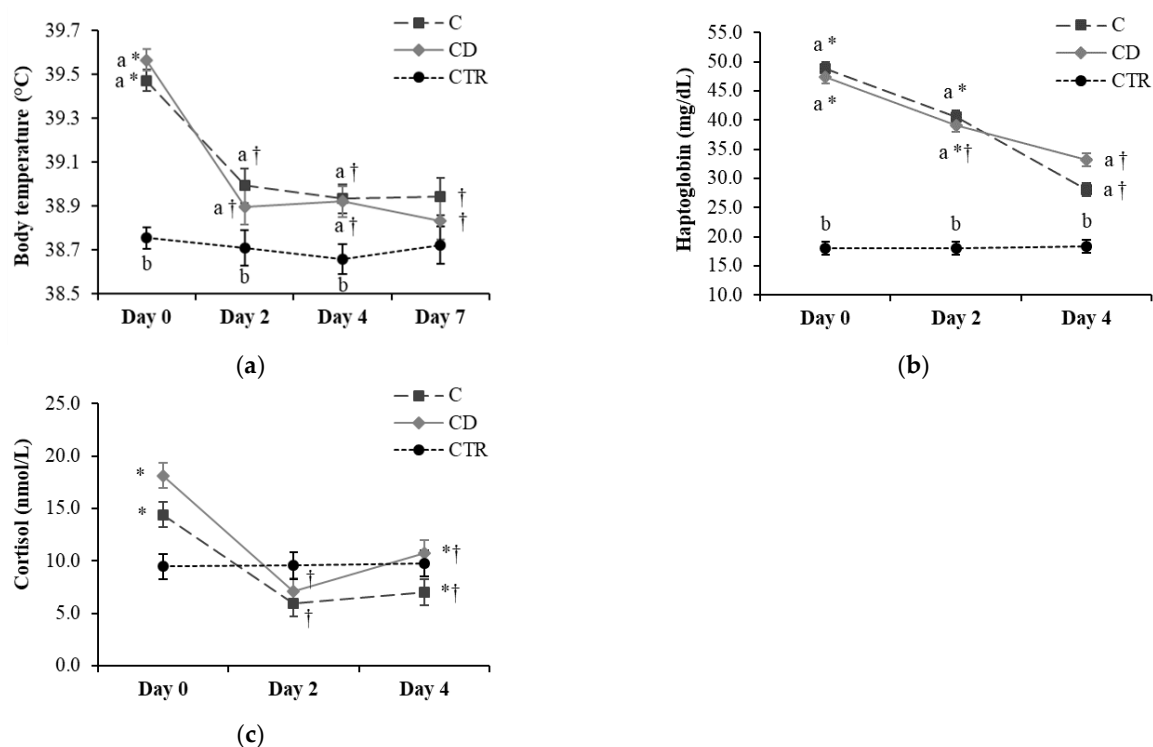 39.7
39.5
39.3
39.1
38.9
38.7
38.5
Body temperature (°C)
C
CD
CTR
a *
a *
a †
a †
a †
a †
†
†
b
b
b
Day 0 Day 2 Day 4 Day 7
(a)
55.0
50.0
45.0
40.0
35.0
30.0
25.0
20.0
15.0
10.0
Haptoglobin (mg/dL)
C
CD
CTR
a *
a *
a *
a *†
a †
a †
b b b
Day 0 Day 2 Day 4
(b)
25.0
20.0
15.0
10.0
5.0
0.0
Cortisol (nmol/L)
C
CD
CTR
*
*
†
†
*†
*†
Day 0 Day 2 Day 4
(c)